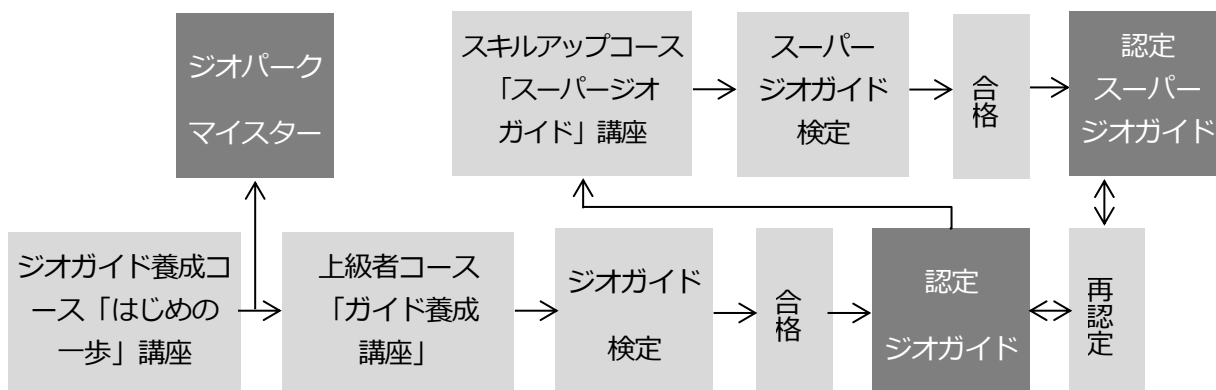 ジオパーク
マイスター
スキルアップコース
「スーパージオ
ガイド」講座
スーパー
ジオガイド
検定
合格
認定
スーパー
ジオガイド
ジオガイド養成コ
ース「はじめの
一歩」講座
上級者コース
「ガイド養成
講座」
ジオガイド
検定
合格
認定
ジオガイド
再認定